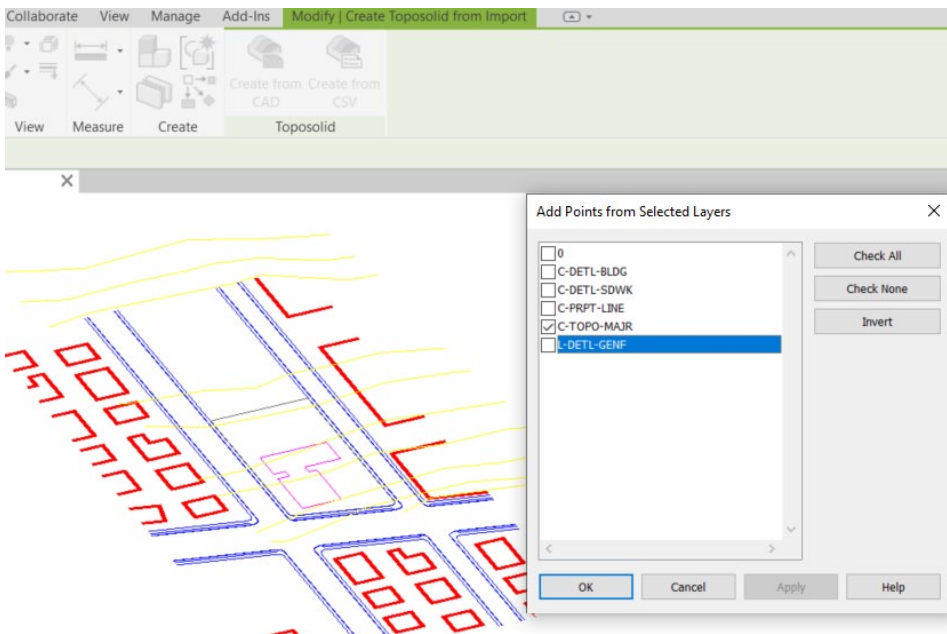 Collaborate View Manage Add-Ins Modify | Create Toposolid from Import
Create from Create from
CAD CSV
View Measure Create Toposolid
Add Points from Selected Layers
0
C-DETL-BLDG
C-DETL-SDWK
C-PRPT-LINE
C-TOPO-MAJR
L-DETL-GENF
Check All
Check None
Invert
OK Cancel Apply Help